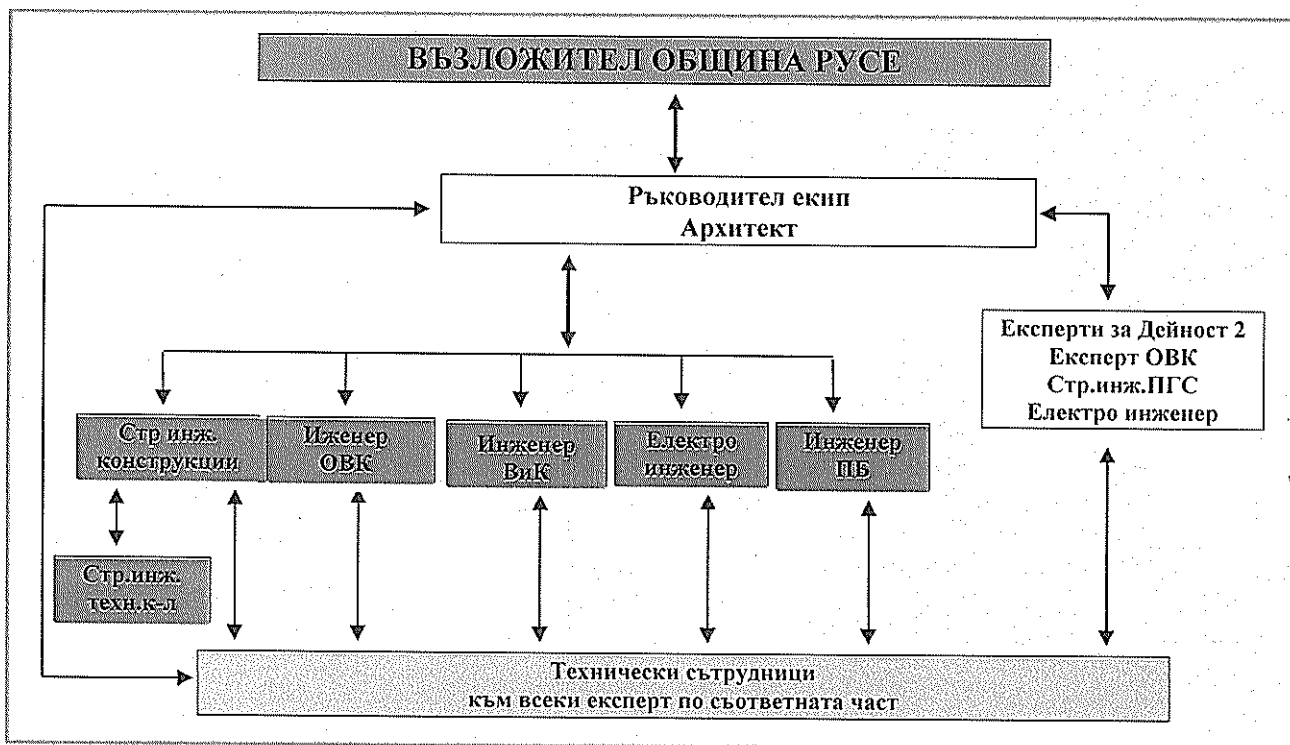 ВЪЗЛОЖИТЕЛ ОБЩИНА РУСЕ
Ръководител екип
Архитект
Експерти за Дейност 2
Експерт ОВК
Стр.инж.ПГС
Електро инженер
Стр инж.
конструкции
Иженер
ОВК
Инженер
ВиК
Електро
инженер
Инженер
ПБ
Стр.инж.
техн.к-л
Технически сътрудници
към всеки експерт по съответната част